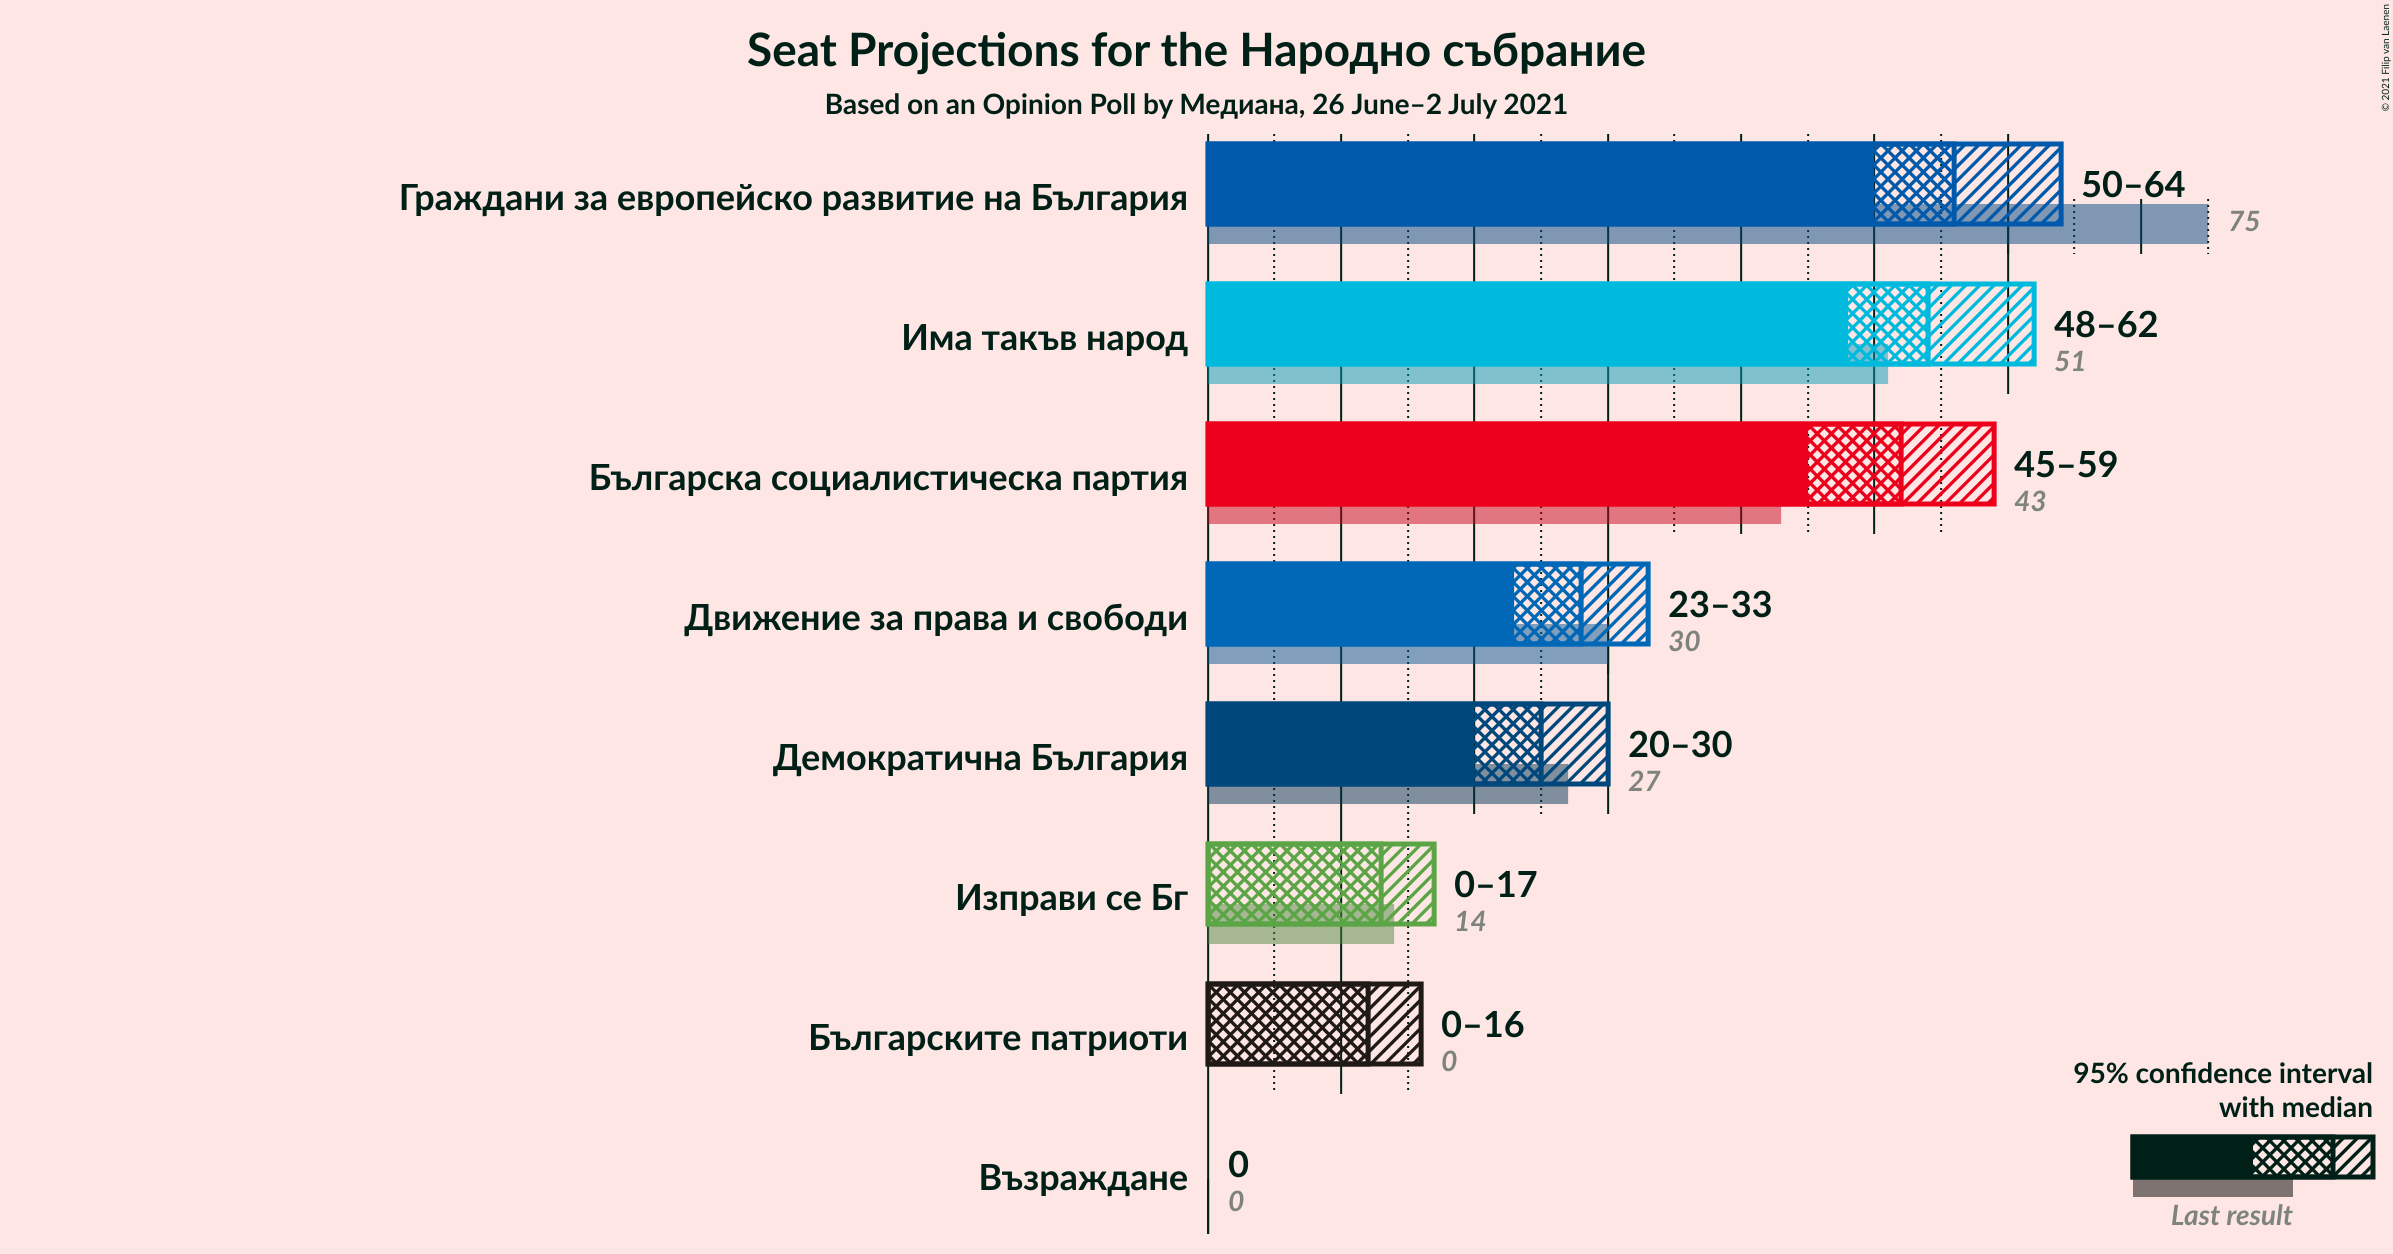 Seat Projections for the Народно събрание
Based on an Opinion Poll by Медиана, 26 June–2 July 2021
© 2021 Filip van Laenen
Граждани за европейско развитие на България
50–64
75
Има такъв народ
48–62
51
Българска социалистическа партия
45–59
43
Движение за права и свободи
23–33
30
Демократична България
20–30
27
Изправи се Бг
0–17
14
Българските патриоти
0–16
0
Възраждане
0
0
95% confidence interval
with median
Last result